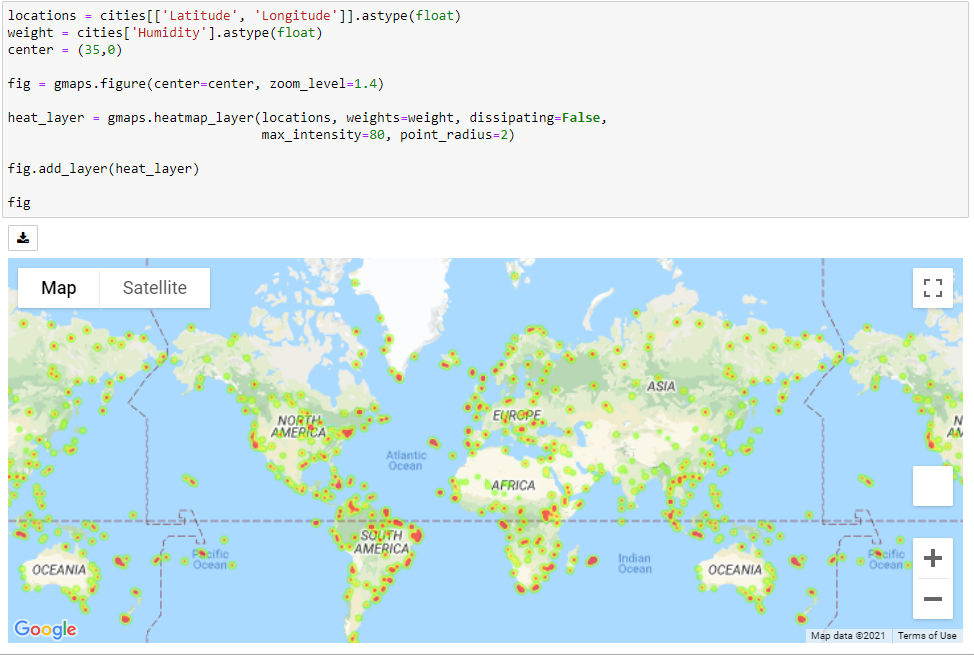 locations = cities[['Latitude', 'Longitude']].astype(float)
weight = cities['Humidity'].astype(float)
center = (35,0)
fig = gmaps.figure(center=center, zoom_level=1.4)
heat_layer = gmaps.heatmap_layer(locations, weights=weight, dissipating=False,
max_intensity=80, point_radius=2)
fig.add_layer(heat_layer)
fig
Map Satellite
ASIA
NORTH
AMERICA
EUROPE
N
AM
Atlantic
Ocean
AFRICA
SOUTH
AMERICA
Pacific
Ocean
Indian
Ocean
Pacific
Ocean
OCEANIA
OCEANIA
Google
Map data ©2021 Terms of Use